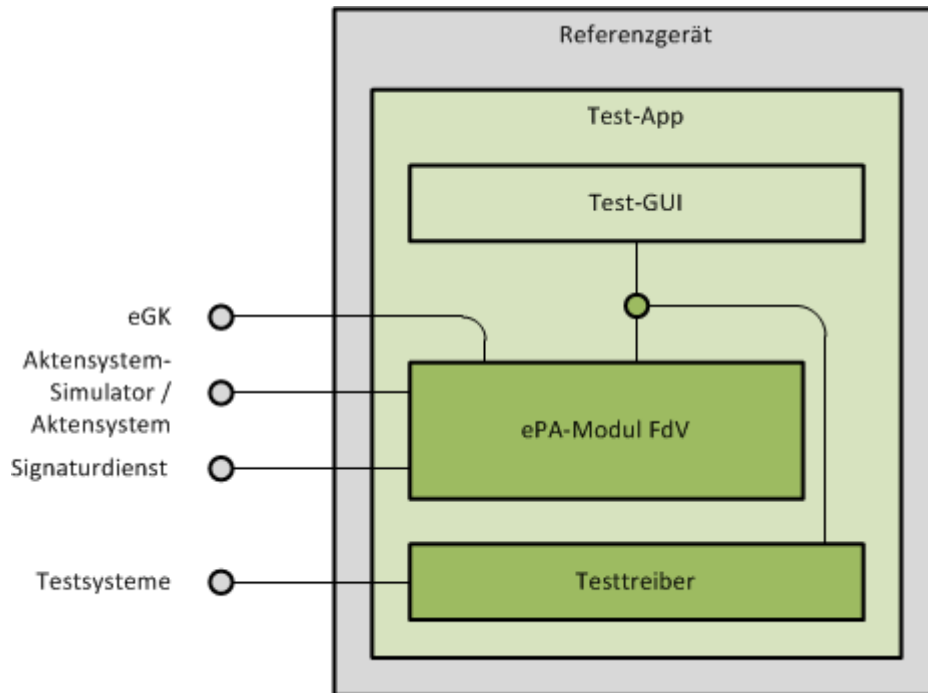 Referenzgerät
Test-App
Test-GUI
eGK
Aktensystem-
Simulator /
Aktensystem
ePA-Modul FdV
Signaturdienst
Testsysteme
Testtreiber